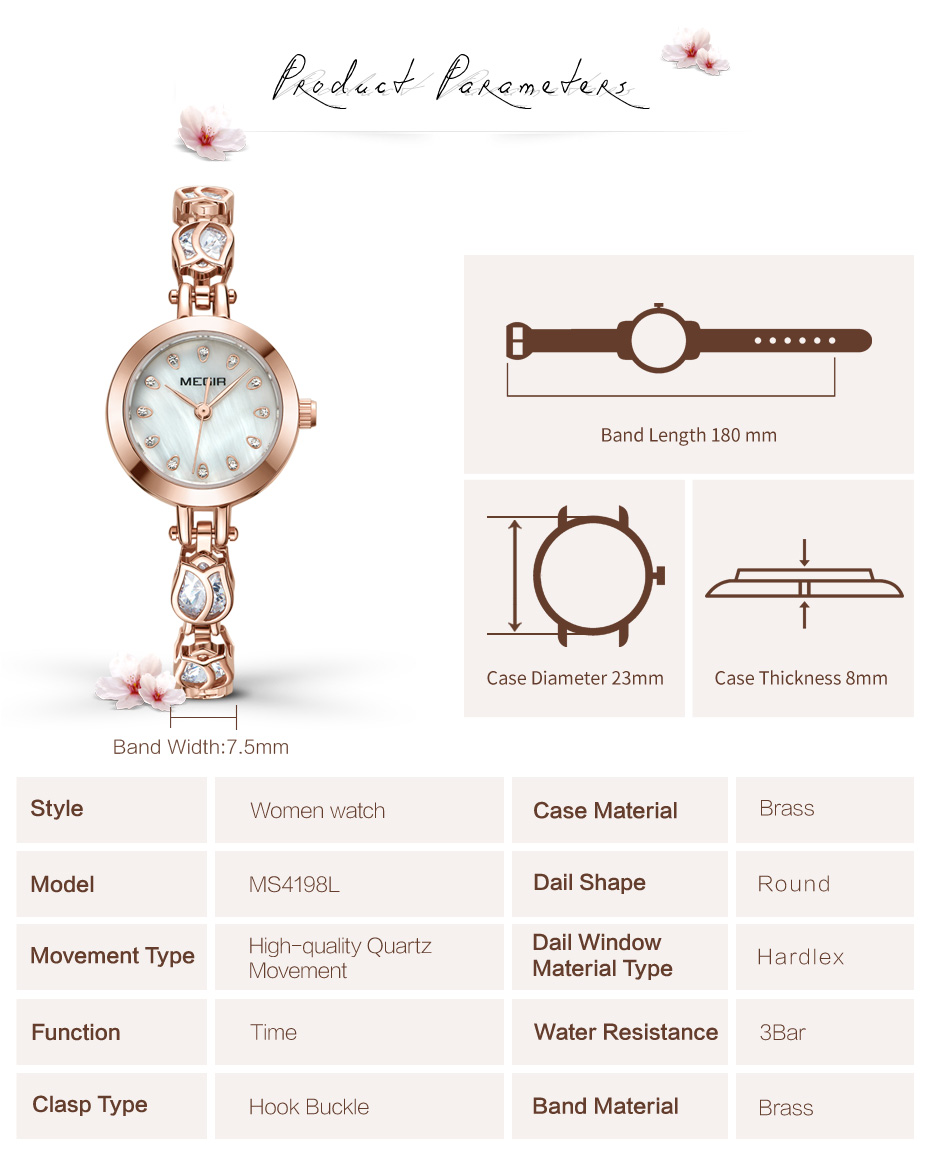 Product Parameters
MEGIR
Band Length 180 mm
Case Diameter 23mm
Case Thickness 8mm
Band Width:7.5mm
Style
Women watch
Case Material
Brass
Model
MS4198L
Dail Shape
Round
Movement Type
High-quality Quartz
Movement
Dail Window
Material Type
Hardlex
Function
Time
Water Resistance
3Bar
Clasp Type
Hook Buckle
Band Material
Brass